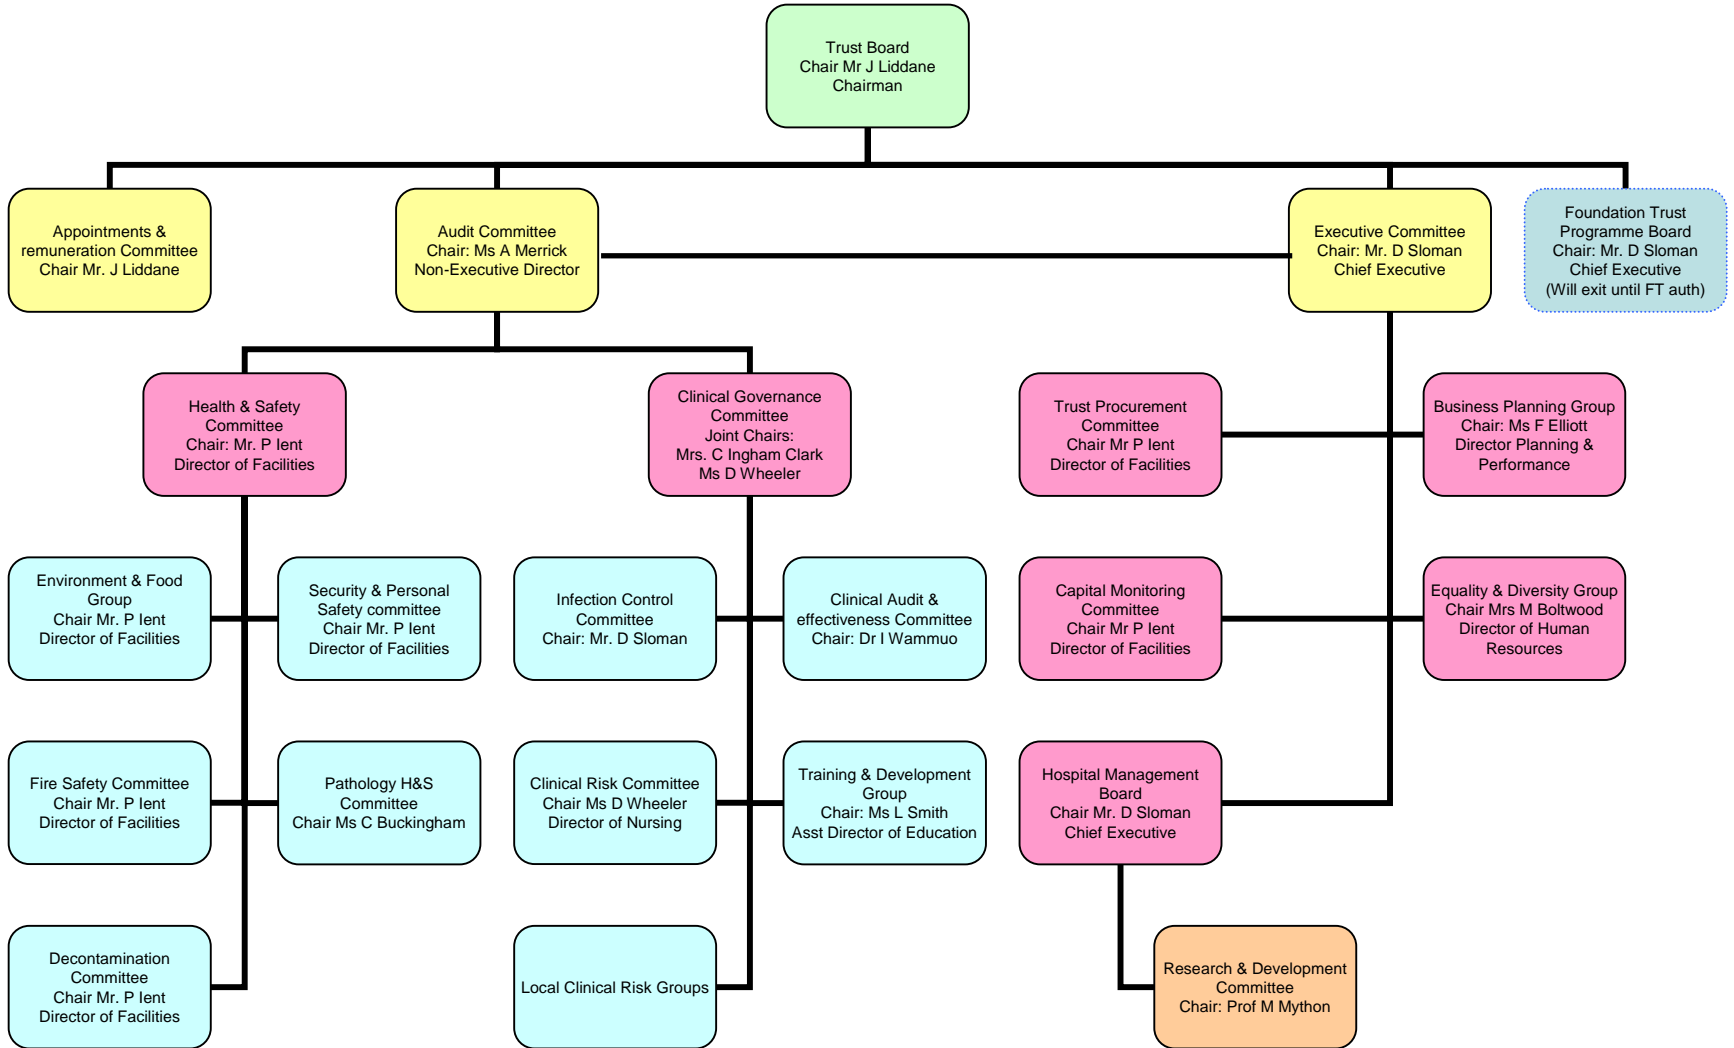 Trust Board
Chair Mr J Liddane
Chairman
Appointments &
remuneration Committee
Chair Mr. J Liddane
Audit Committee
Chair: Ms A Merrick
Non-Executive Director
Executive Committee
Chair: Mr. D Sloman
Chief Executive
Foundation Trust
Programme Board
Chair: Mr. D Sloman
Chief Executive
(Will exit until FT auth)
Health & Safety
Committee
Chair: Mr. P Ient
Director of Facilities
Clinical Governance
Committee
Joint Chairs:
Mrs. C Ingham Clark
Ms D Wheeler
Trust Procurement
Committee
Chair Mr P Ient
Director of Facilities
Business Planning Group
Chair: Ms F Elliott
Director Planning &
Performance
Environment & Food
Group
Chair Mr. P Ient
Director of Facilities
Security & Personal
Safety committee
Chair Mr. P Ient
Director of Facilities
Infection Control
Committee
Chair: Mr. D Sloman
Clinical Audit &
effectiveness Committee
Chair: Dr I Wammuo
Capital Monitoring
Committee
Chair Mr P Ient
Director of Facilities
Equality & Diversity Group
Chair Mrs M Boltwood
Director of Human
Resources
Fire Safety Committee
Chair Mr. P Ient
Director of Facilities
Pathology H&S
Committee
Chair Ms C Buckingham
Clinical Risk Committee
Chair Ms D Wheeler
Director of Nursing
Training & Development
Group
Chair: Ms L Smith
Asst Director of Education
Hospital Management
Board
Chair Mr. D Sloman
Chief Executive
Decontamination
Committee
Chair Mr. P Ient
Director of Facilities
Local Clinical Risk Groups
Research & Development
Committee
Chair: Prof M Mython